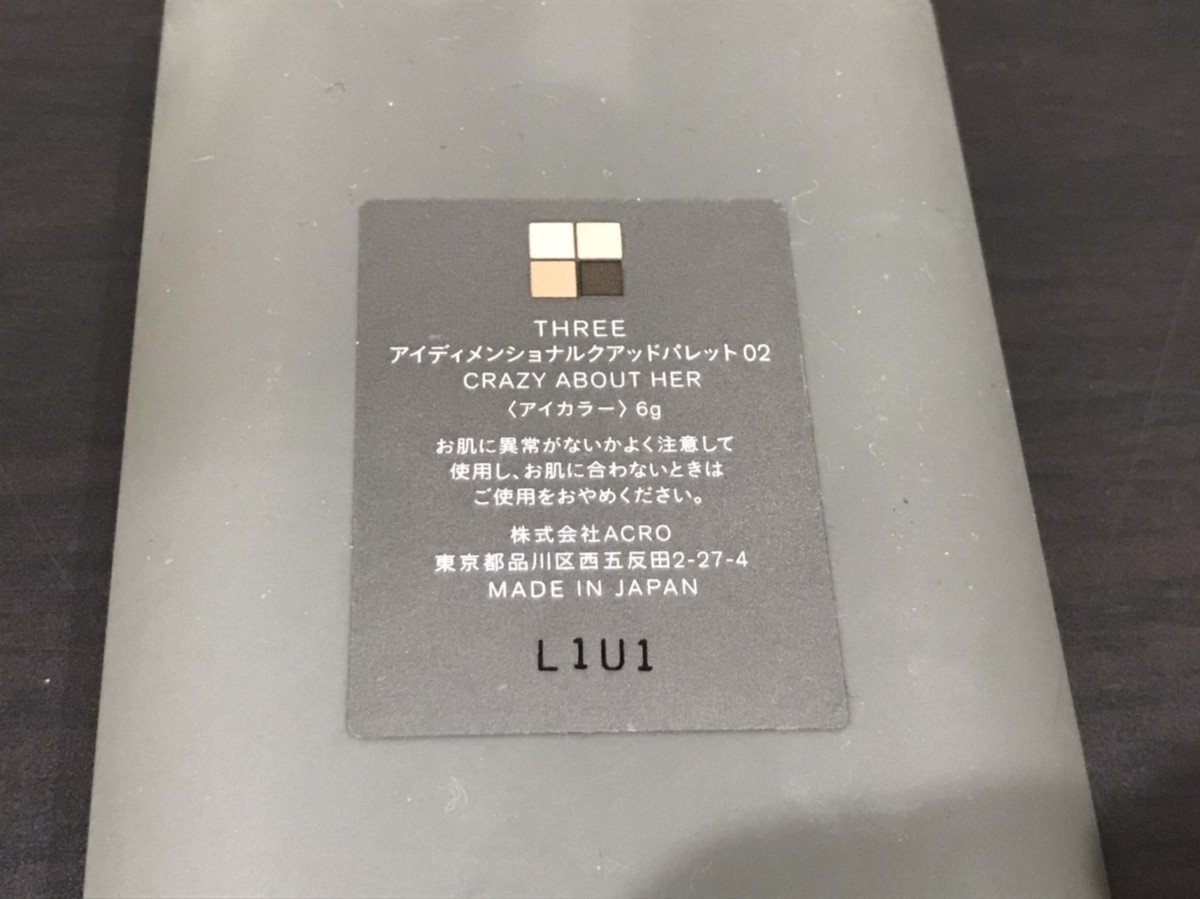 THREE
アイディメンショナルクアッドパレット02
CRAZY ABOUT HER
〈アイカラー〉6g
お肌に異常がないかよく注意して
使用し、お肌に合わないときは
ご使用をおやめください。
株式会社ACRO
東京都品川区西五反田2-27-4
MADE IN JAPAN
L1U1